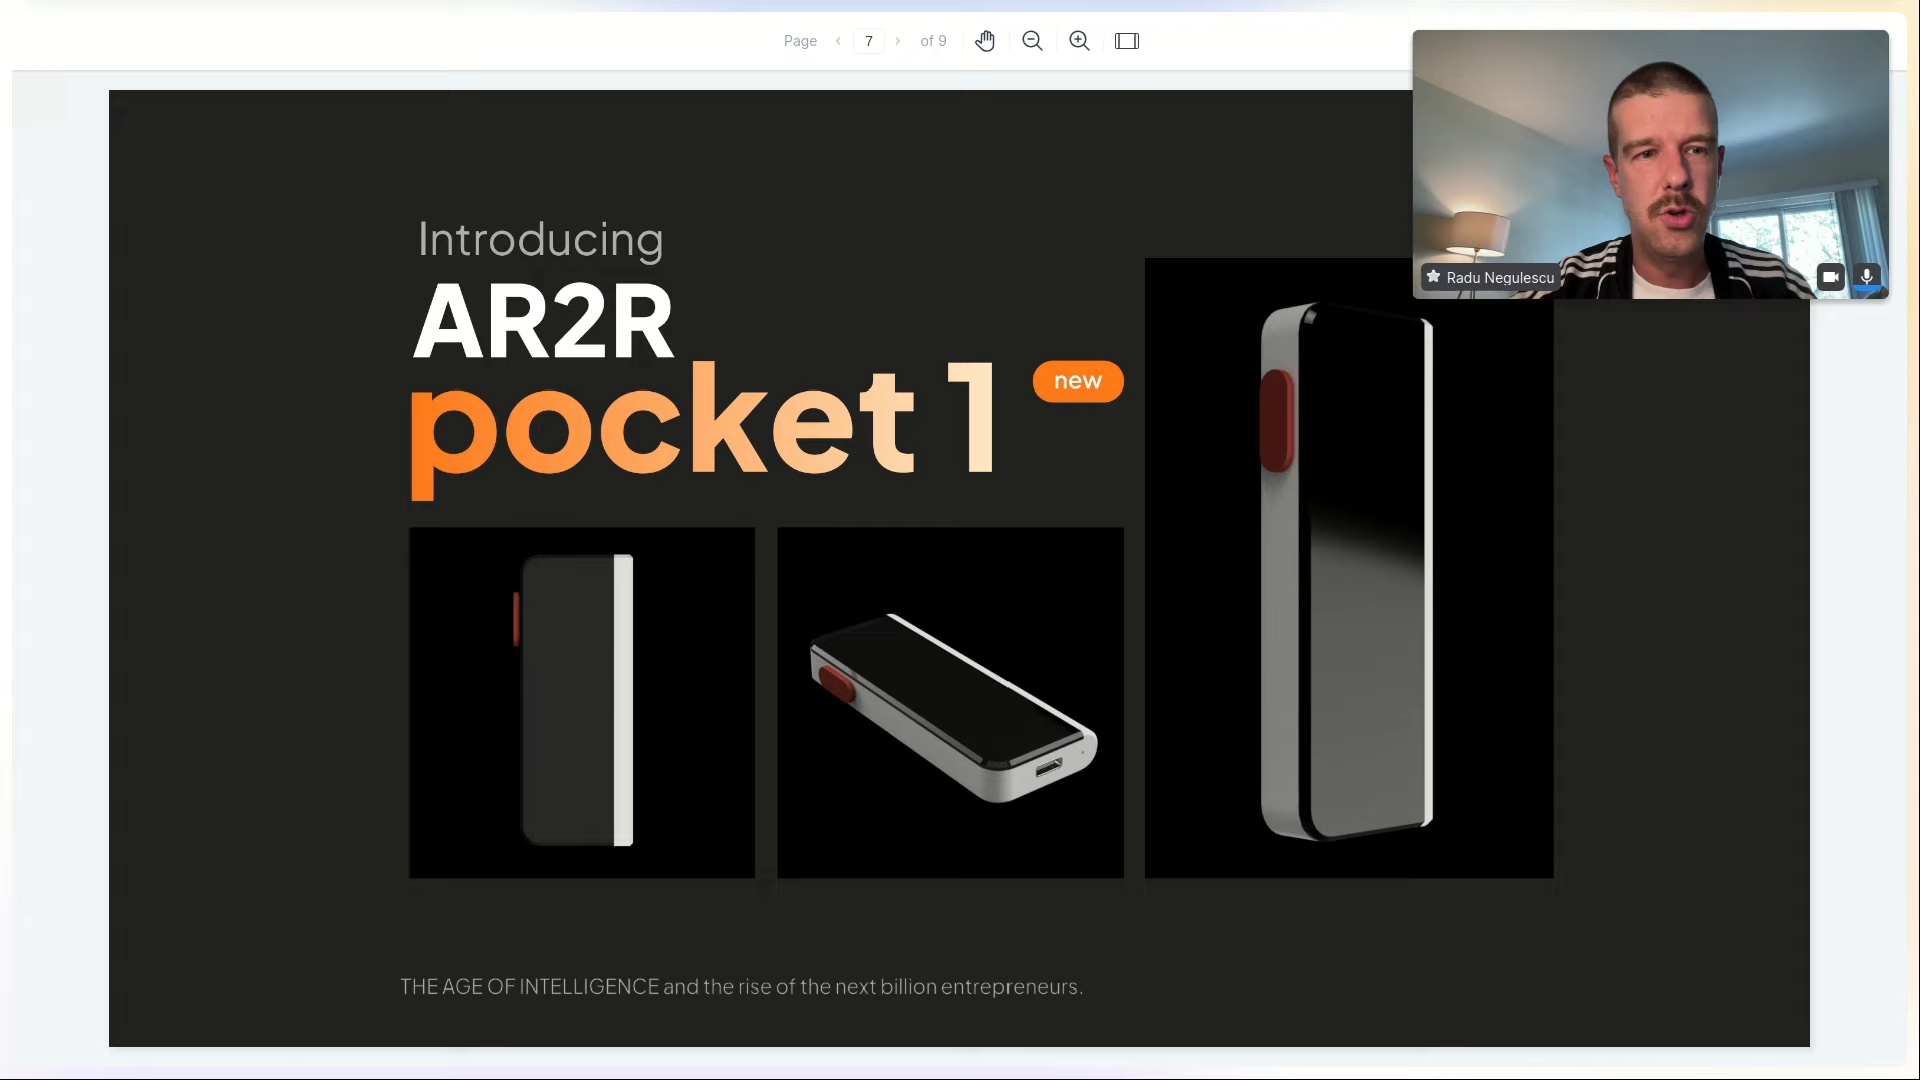 Page 7 of 9
Radu Negulescu
Introducing
AR2R
pocket 1
new
THE AGE OF INTELLIGENCE and the rise of the next billion entrepreneurs.